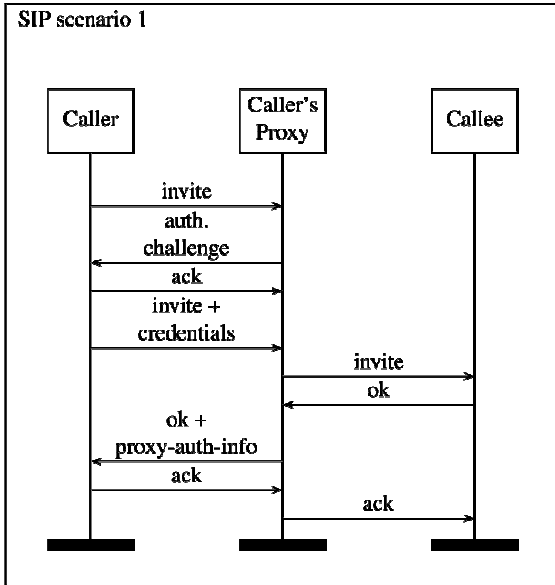 SIP scenario 1
Caller
Caller's
Proxy
Callee
invite
auth.
challenge
ack
invite +
credentials
invite
ok
ok +
proxy-auth-info
ack
ack